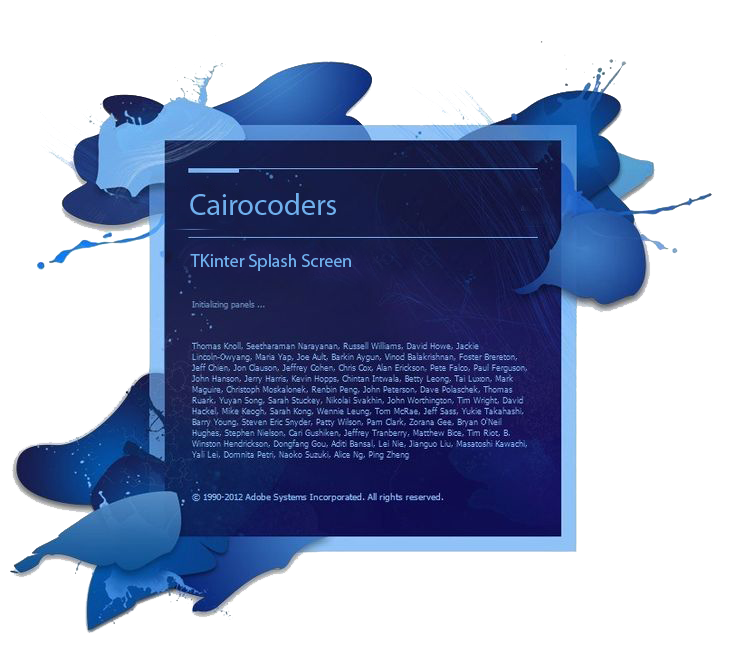 Cairocoders
TKinter Splash Screen
Initializing panels ...
Thomas Knoll, Seetharaman Narayanan, Russell Williams, David Howe, Jackie
Lincoln-Owyang, Maria Yap, Joe Ault, Barkin Aygun, Vinod Balakrishnan, Foster Brereton,
Jeff Chien, Jon Clauson, Jeffrey Cohen, Chris Cox, Alan Erickson, Pete Falco, Paul Ferguson,
John Hanson, Jerry Harris, Kevin Hopps, Chintan Intwala, Betty Leong, Tai Luxon, Mark
Maguire, Christoph Moskalonek, Renbin Peng, John Peterson, Dave Polaschek, Thomas
Ruark, Yuyan Song, Sarah Stuckey, Nikolai Svakhin, John Worthington, Tim Wright, David
Hackel, Mike Keogh, Sarah Kong, Wennie Leung, Tom McRae, Jeff Sass, Yukie Takahashi,
Barry Young, Steven Eric Snyder, Patty Wilson, Pam Clark, Zorana Gee, Bryan O'Neil
Hughes, Stephen Nielson, Cari Gushiken, Jeffrey Tranberry, Matthew Bice, Tim Riot, B.
Winston Hendrickson, Dongfang Gou, Aditi Bansal, Lei Nie, Jianguo Liu, Masatoshi Kawachi,
Yali Lei, Domnita Petri, Naoko Suzuki, Alice Ng, Ping Zheng
© 1990-2012 Adobe Systems Incorporated. All rights reserved.